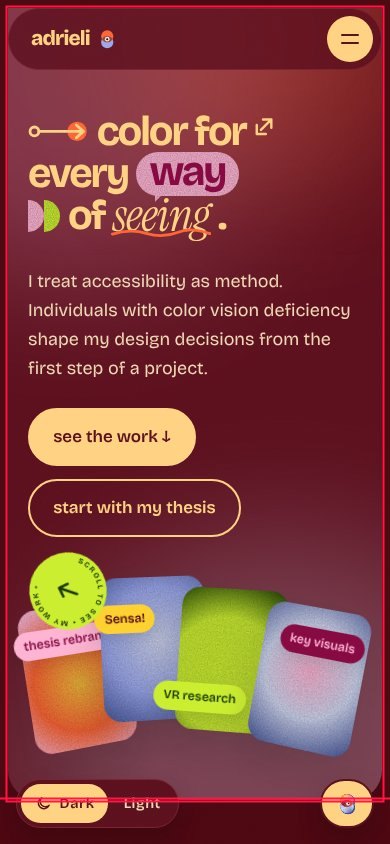 adrieli
color for
every way
of seeing .
I treat accessibility as method.
Individuals with color vision deficiency
shape my design decisions from the
first step of a project.
see the work ↓
start with my thesis
SCROLL TO SEE • MY WORK •
Sensa!
thesis rebran
key visuals
VR research
Dark Light